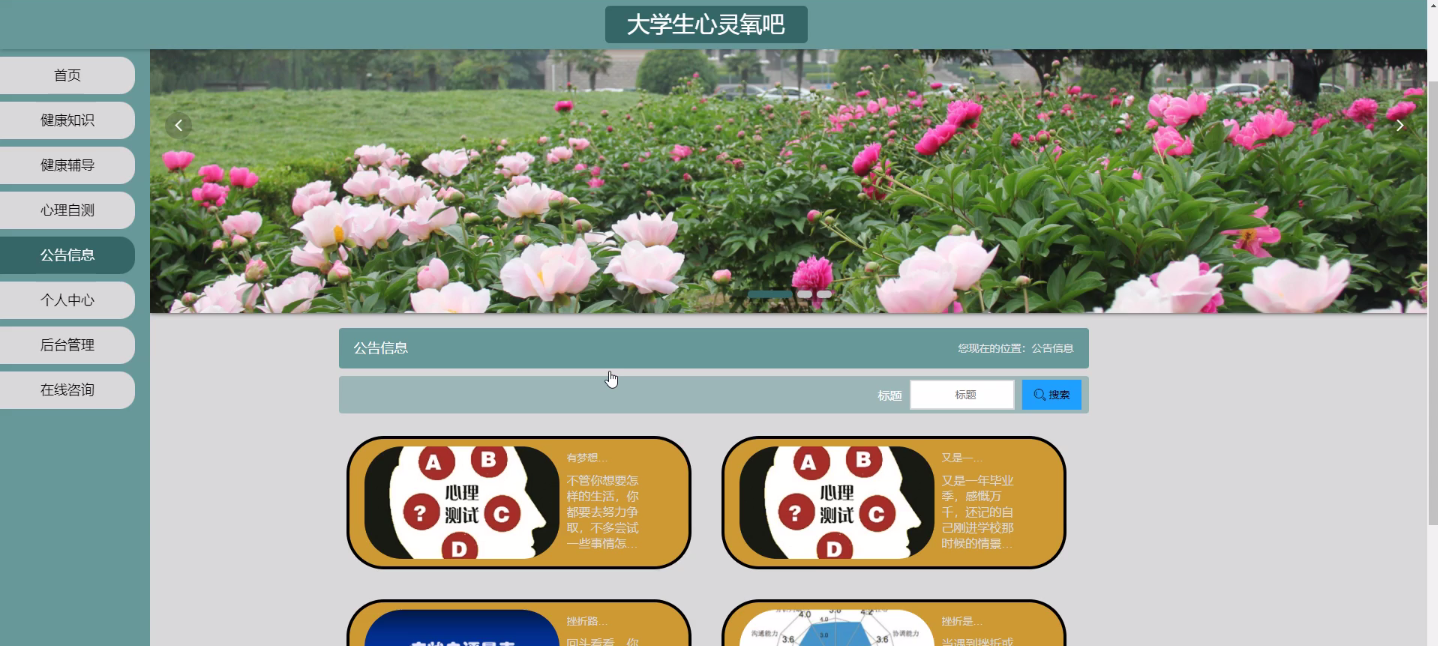 大学生心灵氧吧
首页
健康知识
健康辅导
心理自测
公告信息
个人中心
后台管理
在线咨询
公告信息
您现在的位置：公告信息
标题
标题
搜索
A
B
心理
?
测试
C
D
有梦想...
不管你想要怎
样的生活，你
都要去努力争
取，不多尝试
一些事情怎...
A
B
心理
?
测试
C
D
又是一...
又是一年毕业
季，感慨万
千，还记的自
己刚进学校那
时候的情景...
挫折路...
回头看看，你
4.0
5.0
4.2
沟通能力
3.6
3.6
协调能力
挫折是...
当遇到挫折或